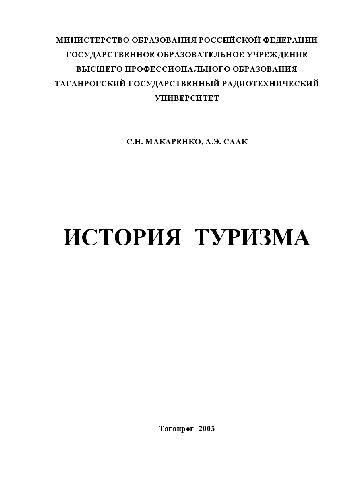 МИНИСТЕРСТВО ОБРАЗОВАНИЯ РОССИЙСКОЙ ФЕДЕРАЦИИ
ГОСУДАРСТВЕННОЕ ОБРАЗОВАТЕЛЬНОЕ УЧРЕЖДЕНИЕ
ВЫСШЕГО ПРОФЕССИОНАЛЬНОГО ОБРАЗОВАНИЯ
ТАГАНРОГСКИЙ ГОСУДАРСТВЕННЫЙ РАДИОТЕХНИЧЕСКИЙ
УНИВЕРСИТЕТ
С.Н. МАКАРЕНКО, А.Э. СААК
ИСТОРИЯ ТУРИЗМА
Таганрог 2005